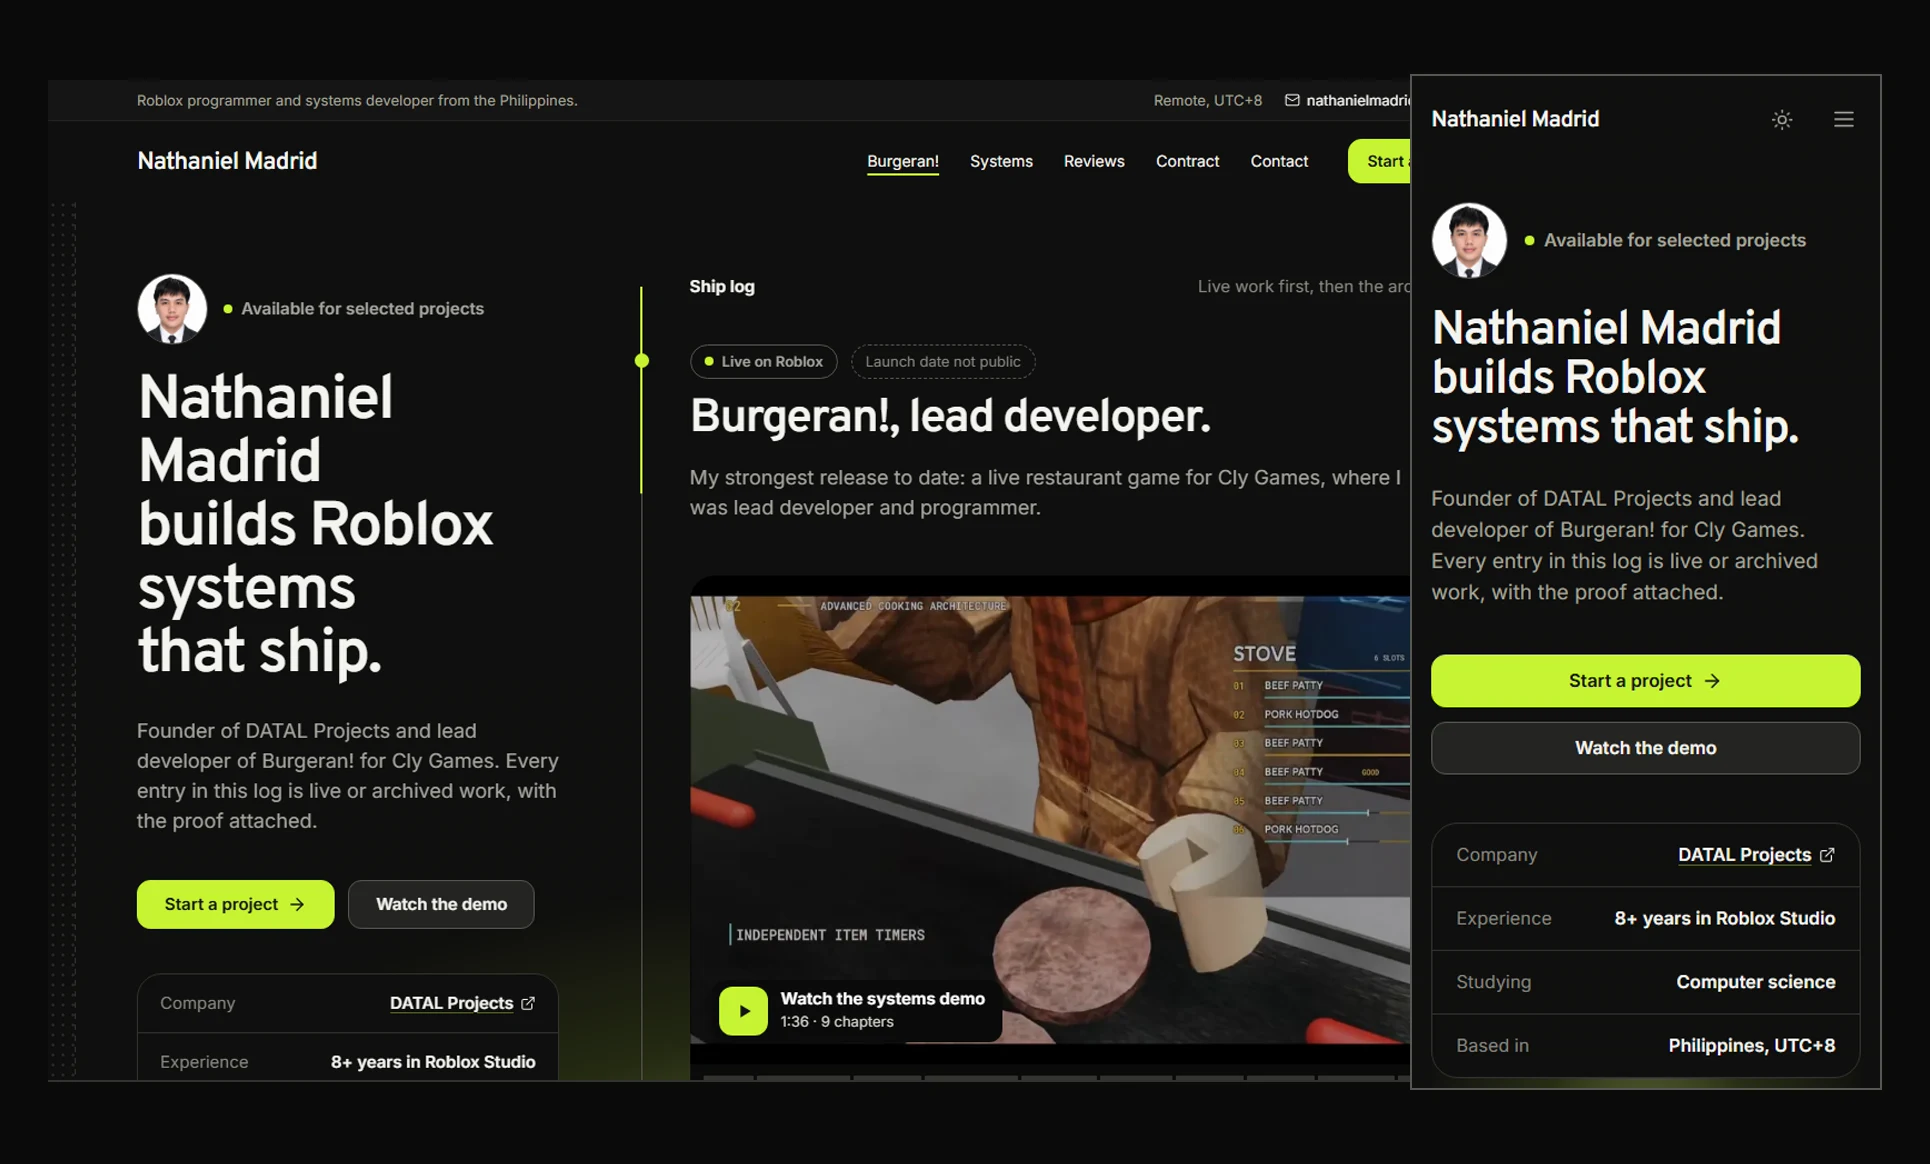 Roblox programmer and systems developer from the Philippines.
Remote, UTC+8
Nathaniel Madrid
Burgeran!
Systems
Reviews
Contract
Contact
Start
Available for selected projects
Nathaniel
Madrid
builds Roblox
systems
that ship.
Founder of DATAL Projects and lead
developer of Burgeran! for Cly Games. Every
entry in this log is live or archived work, with
the proof attached.
Start a project
Watch the demo
Company DATAL Projects
Experience 8+ years in Roblox Studio
Ship log
Live work first, then the
Live on Roblox
Launch date not public
Burgeran!, lead developer.
My strongest release to date: a live restaurant game for Cly Games, where I
was lead developer and programmer.
ADVANCED COOKING ARCHITECTURE
STOVE
6 SLOTS
01 BEEF PATTY
02 PORK HOTDOG
03 BEEF PATTY
04 BEEF PATTY GOOD
05 BEEF PATTY
06 PORK HOTDOG
INDEPENDENT ITEM TIMERS
Watch the systems demo
1:36 · 9 chapters
Nathaniel Madrid
Available for selected projects
Nathaniel Madrid
builds Roblox
systems that ship.
Founder of DATAL Projects and lead
developer of Burgeran! for Cly Games.
Every entry in this log is live or archived
work, with the proof attached.
Start a project
Watch the demo
Company DATAL Projects
Experience 8+ years in Roblox Studio
Studying Computer science
Based in Philippines, UTC+8